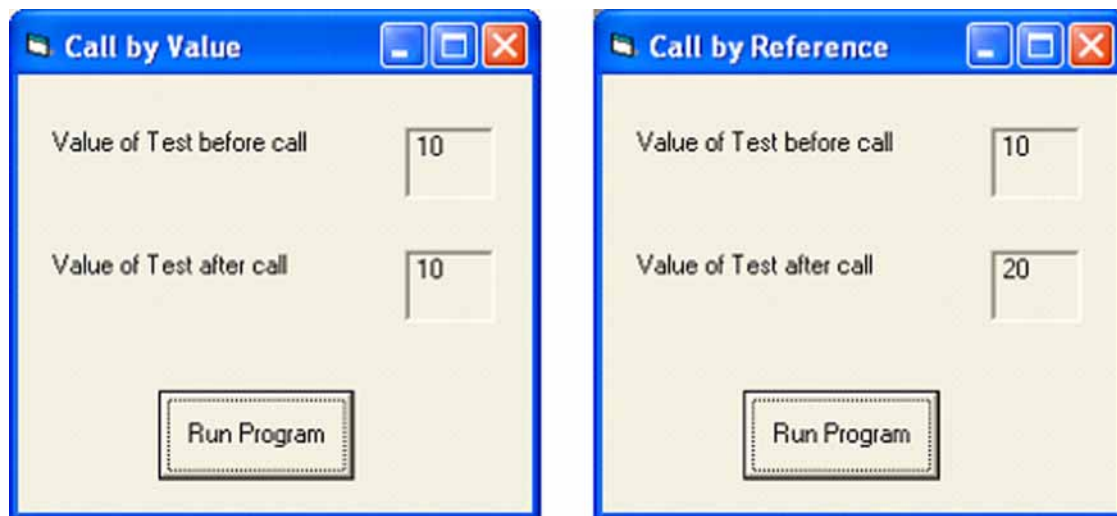 Call by Value
Value of Test before call
10
Value of Test after call
10
Run Program
Call by Reference
Value of Test before call
10
Value of Test after call
20
Run Program